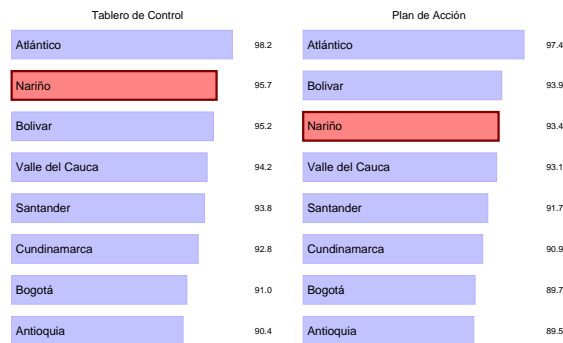 Tablero de Control
Atlántico 98.2
Nariño 95.7
Bolivar 95.2
Valle del Cauca 94.2
Santander 93.8
Cundinamarca 92.8
Bogotá 91.0
Antioquia 90.4
Plan de Acción
Atlántico 97.4
Bolivar 93.9
Nariño 93.4
Valle del Cauca 93.1
Santander 91.7
Cundinamarca 90.9
Bogotá 89.7
Antioquia 89.5